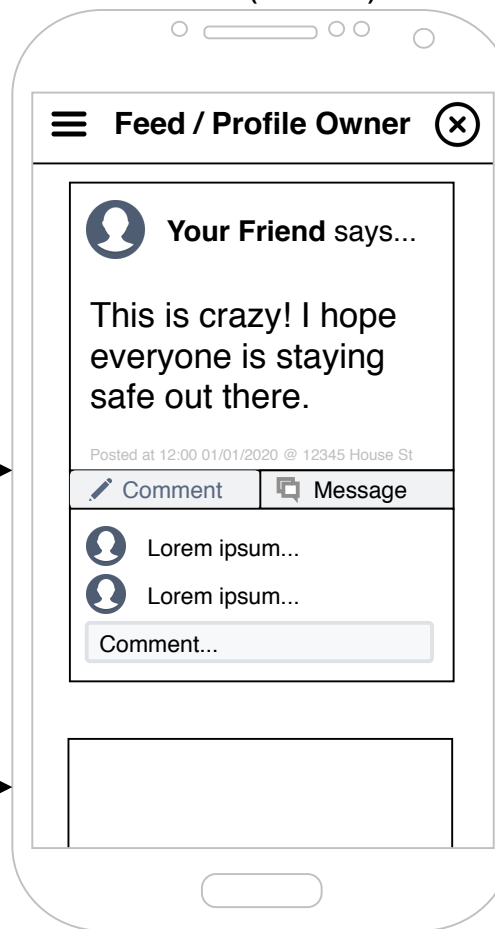 Feed / Profile Owner
Your Friend says...
This is crazy! I hope
everyone is staying
safe out there.
Posted at 12:00 01/01/2020 @ 12345 House St
Comment
Message
Lorem ipsum...
Lorem ipsum...
Comment...